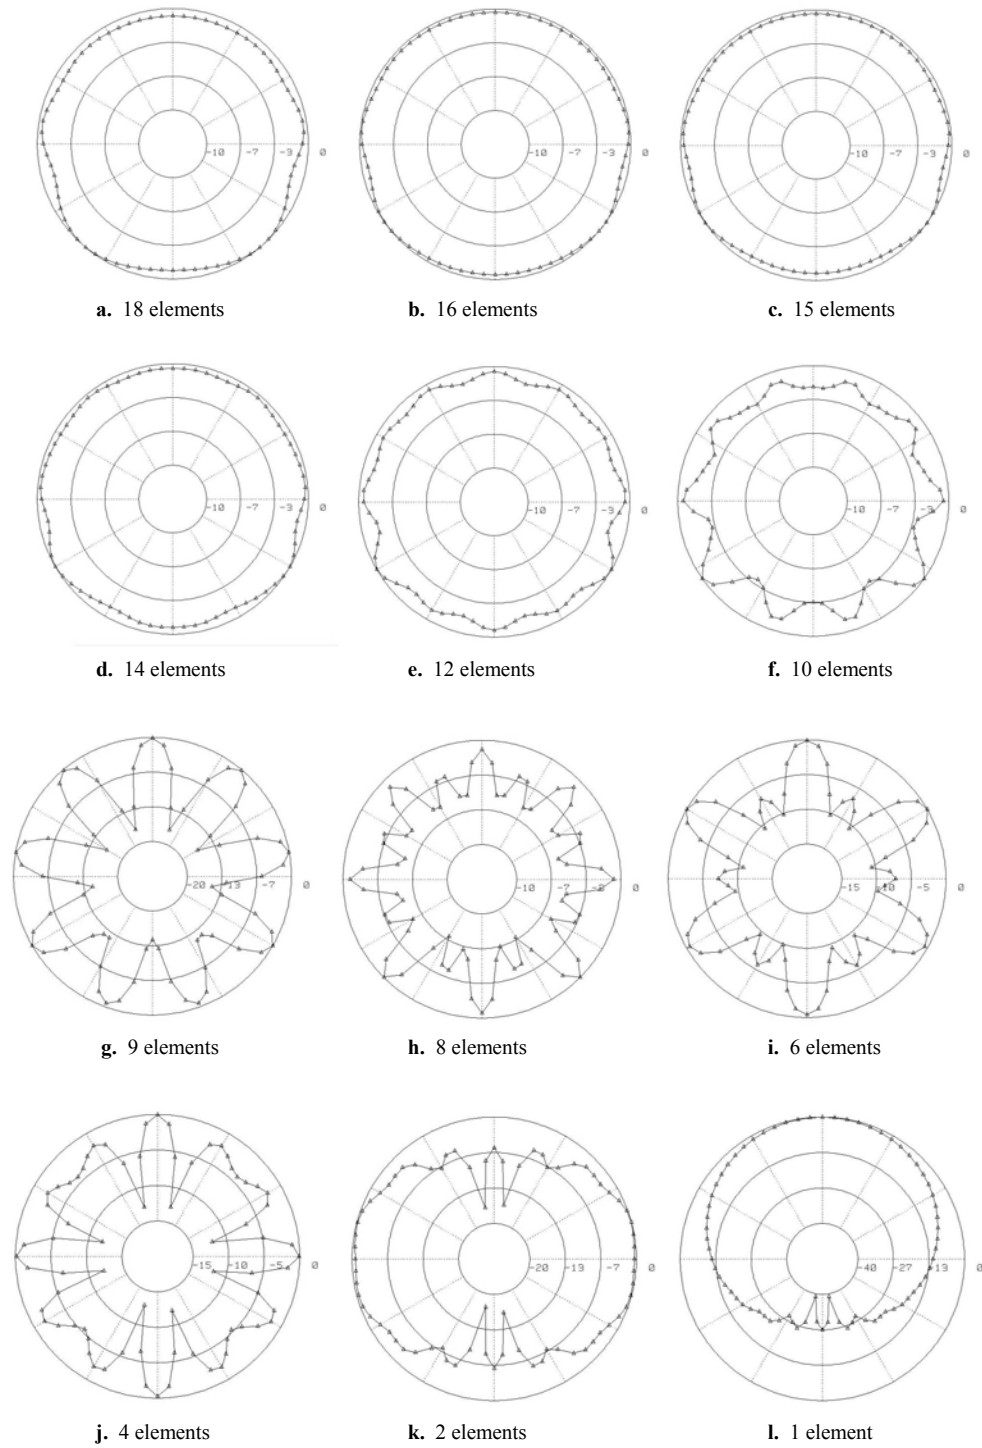 -10 -7 -3 0
-10 -7 -3 0
-10 -7 -3 0
a. 18 elements
b. 16 elements
c. 15 elements
-10 -7 -3 0
-10 -7 -3 0
-10 -7 -3 0
d. 14 elements
e. 12 elements
f. 10 elements
-20 -13 -7 0
-10 -7 -3 0
-15 -10 -5 0
g. 9 elements
h. 8 elements
i. 6 elements
-15 -10 -5 0
-20 -13 -7 0
-40 -27 -13 0
j. 4 elements
k. 2 elements
l. 1 element